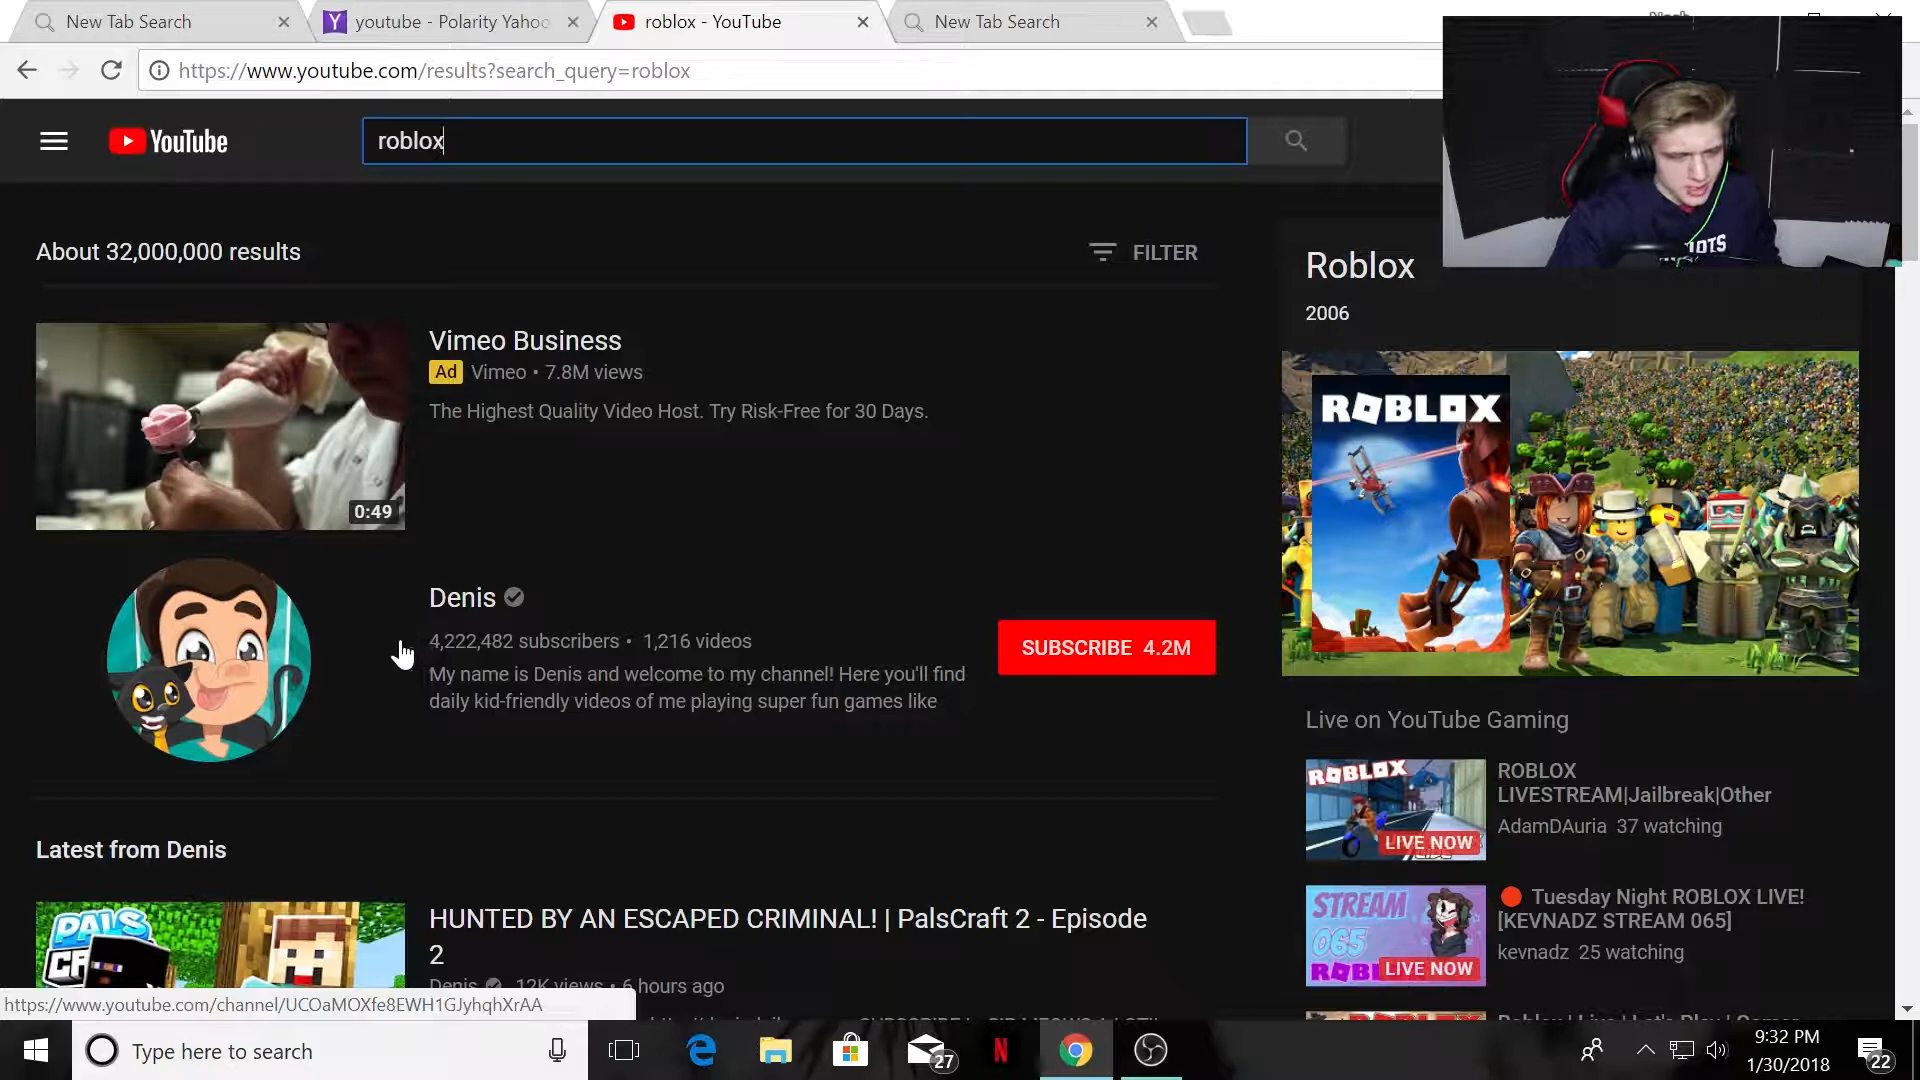 New Tab Search
youtube - Polarity Yahoo
roblox - YouTube
New Tab Search
https://www.youtube.com/results?search_query=roblox
YouTube
roblox
About 32,000,000 results
FILTER
Vimeo Business
Ad Vimeo • 7.8M views
The Highest Quality Video Host. Try Risk-Free for 30 Days.
0:49
Denis
4,222,482 subscribers • 1,216 videos
My name is Denis and welcome to my channel! Here you'll find
daily kid-friendly videos of me playing super fun games like
SUBSCRIBE 4.2M
Latest from Denis
PALS
HUNTED BY AN ESCAPED CRIMINAL! | PalsCraft 2 - Episode
2
Denis 12K views • 6 hours ago
https://www.youtube.com/channel/UCOaMOXfe8EWH1GJyhqhXrAA
Roblox
2006
ROBLOX
Live on YouTube Gaming
ROBLOX
LIVE NOW
ROBLOX
LIVESTREAM|Jailbreak|Other
AdamDAuria 37 watching
STREAM
065
LIVE NOW
Tuesday Night ROBLOX LIVE!
[KEVNADZ STREAM 065]
kevnadz 25 watching
Type here to search
27
N
9:32 PM
1/30/2018
22